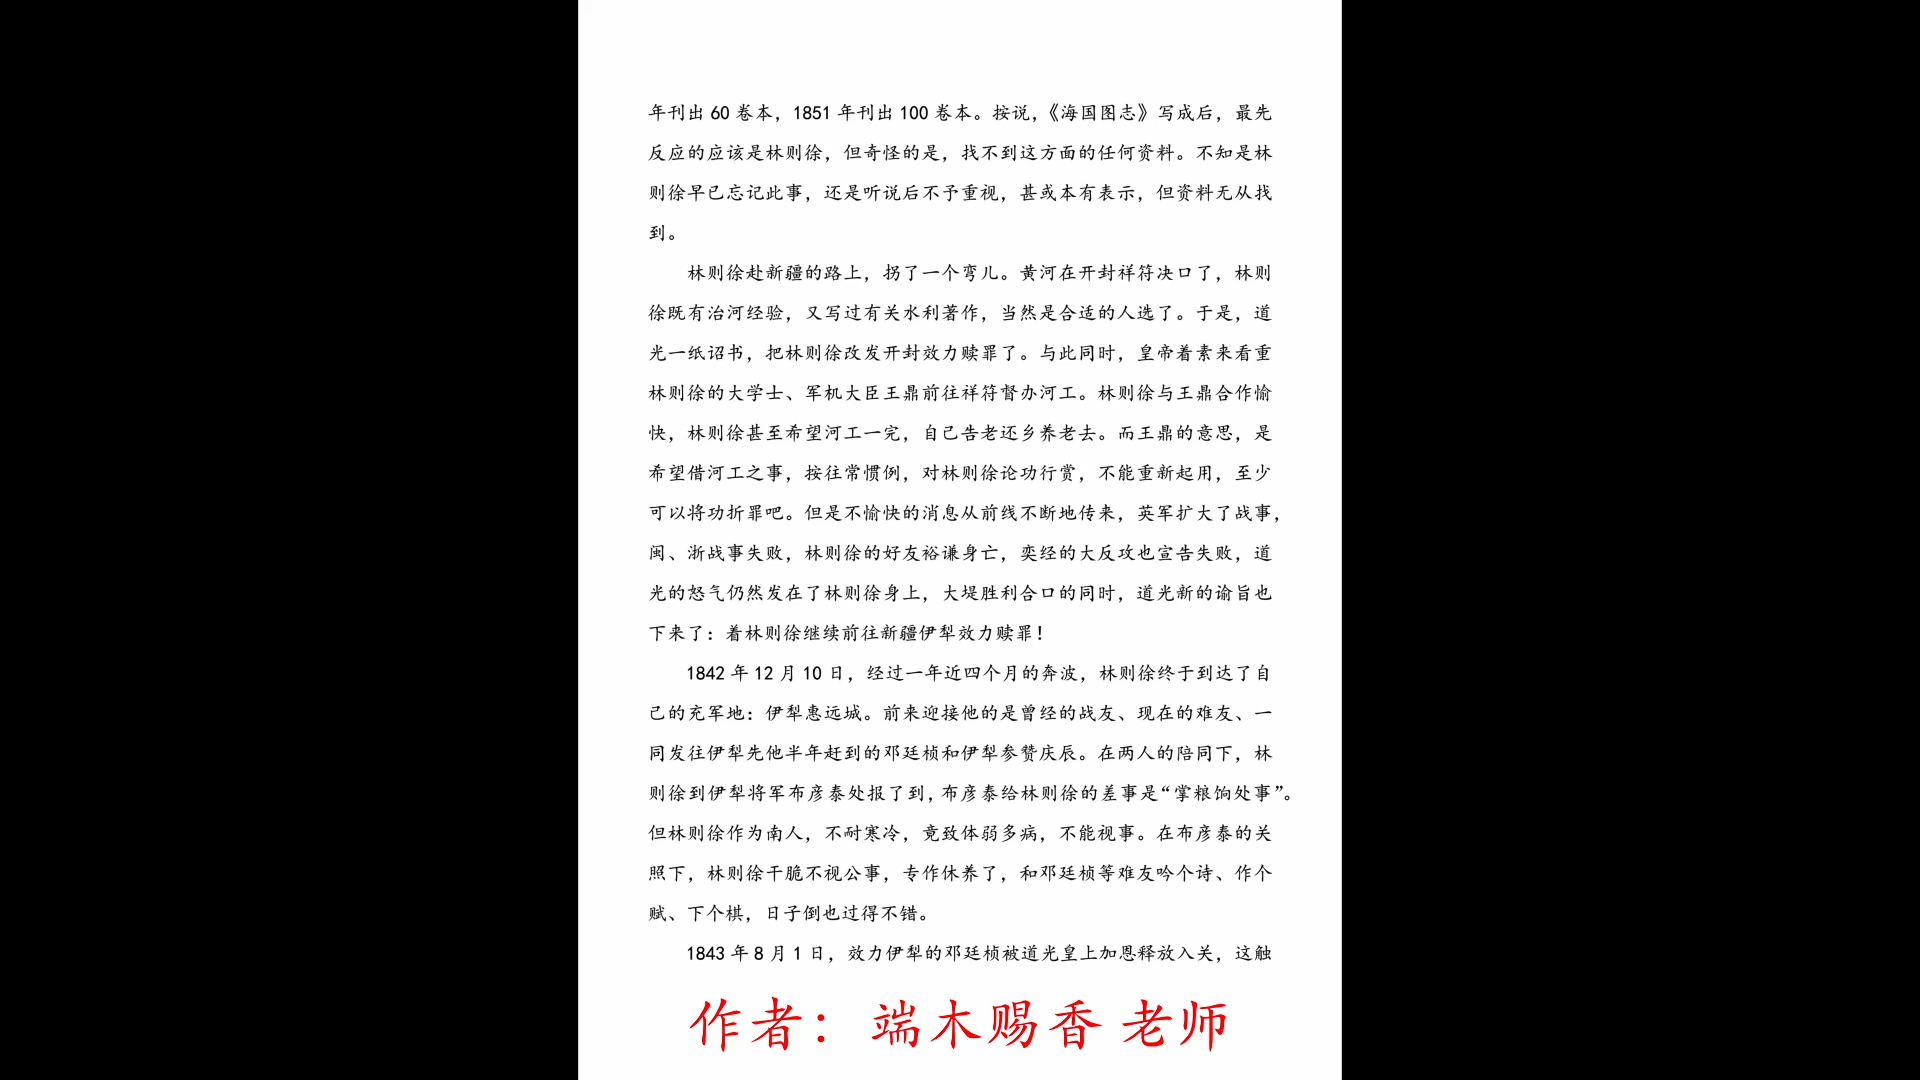 年刊出 60 卷本，1851 年刊出 100 卷本。按说，《海国图志》写成后，最先
反应的应该是林则徐，但奇怪的是，找不到这方面的任何资料。不知是林
则徐早已忘记此事，还是听说后不予重视，甚或本有表示，但资料无从找
到。
林则徐赴新疆的路上，拐了一个弯儿。黄河在开封祥符决口了，林则
徐既有治河经验，又写过有关水利著作，当然是合适的人选了。于是，道
光一纸诏书，把林则徐改发开封效力赎罪了。与此同时，皇帝着素来看重
林则徐的大学士、军机大臣王鼎前往祥符督办河工。林则徐与王鼎合作愉
快，林则徐甚至希望河工一完，自己告老还乡养老去。而王鼎的意思，是
希望借河工之事，按往常惯例，对林则徐论功行赏，不能重新起用，至少
可以将功折罪吧。但是不愉快的消息从前线不断地传来，英军扩大了战事，
闽、浙战事失败，林则徐的好友裕谦身亡，奕经的大反攻也宣告失败，道
光的怒气仍然发在了林则徐身上，大堤胜利合口的同时，道光新的谕旨也
下来了：着林则徐继续前往新疆伊犁效力赎罪！
1842 年 12 月 10 日，经过一年近四个月的奔波，林则徐终于到达了自
己的充军地：伊犁惠远城。前来迎接他的是曾经的战友、现在的难友、一
同发往伊犁先他半年赶到的邓廷桢和伊犁参赞庆辰。在两人的陪同下，林
则徐到伊犁将军布彦泰处报了到，布彦泰给林则徐的差事是“掌粮饷处事”。
但林则徐作为南人，不耐寒冷，竟致体弱多病，不能视事。在布彦泰的关
照下，林则徐干脆不视公事，专作休养了，和邓廷桢等难友吟个诗、作个
赋、下个棋，日子倒也过得不错。
1843 年 8 月 1 日，效力伊犁的邓廷桢被道光皇上加恩释放入关，这触
作者：端木赐香 老师